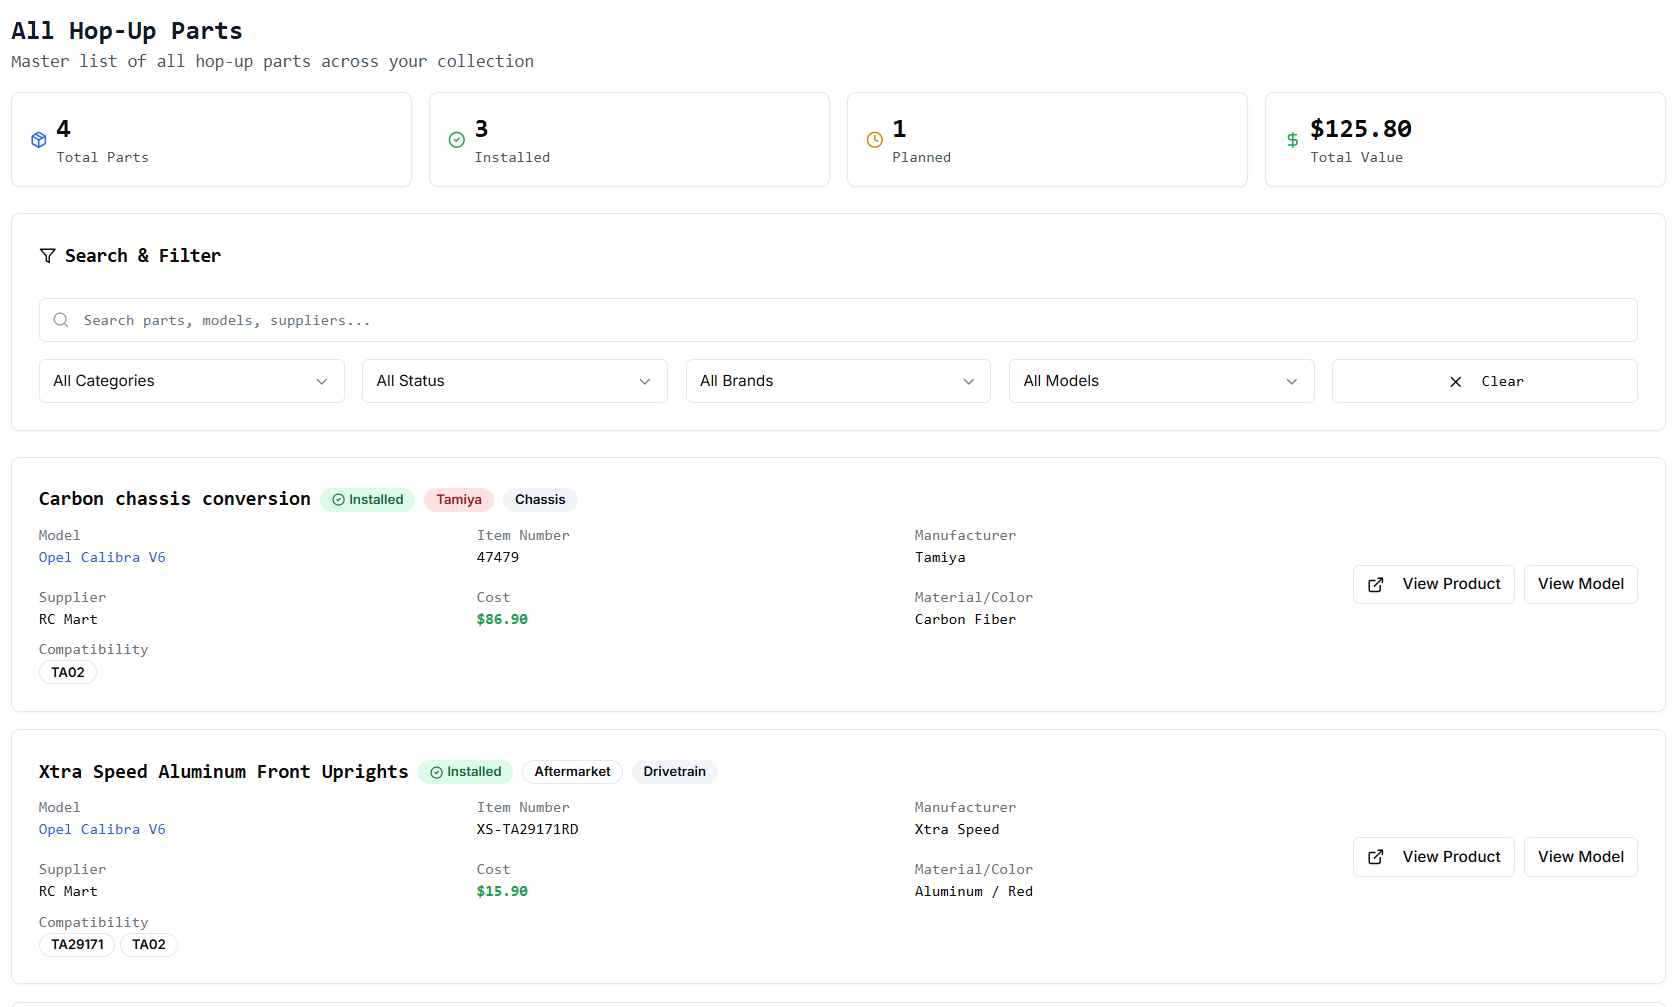 All Hop-Up Parts
Master list of all hop-up parts across your collection
4
Total Parts
3
Installed
1
Planned
$125.80
Total Value
Search & Filter
Search parts, models, suppliers...
All Categories
All Status
All Brands
All Models
Clear
Carbon chassis conversion Installed Tamiya Chassis
Model
Opel Calibra V6
Item Number
47479
Manufacturer
Tamiya
Supplier
RC Mart
Cost
$86.90
Material/Color
Carbon Fiber
Compatibility
TA02
View Product
View Model
Xtra Speed Aluminum Front Uprights Installed Aftermarket Drivetrain
Model
Opel Calibra V6
Item Number
XS-TA29171RD
Manufacturer
Xtra Speed
Supplier
RC Mart
Cost
$15.90
Material/Color
Aluminum / Red
Compatibility
TA29171 TA02
View Product
View Model